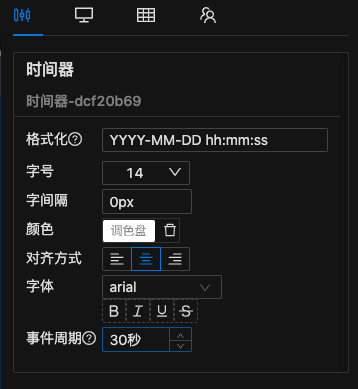 时间器
时间器-dcf20b69
格式化 YYYY-MM-DD hh:mm:ss
字号 14
字间隔 0px
颜色 调色盘
对齐方式
字体 arial
B I U S
事件周期 30秒